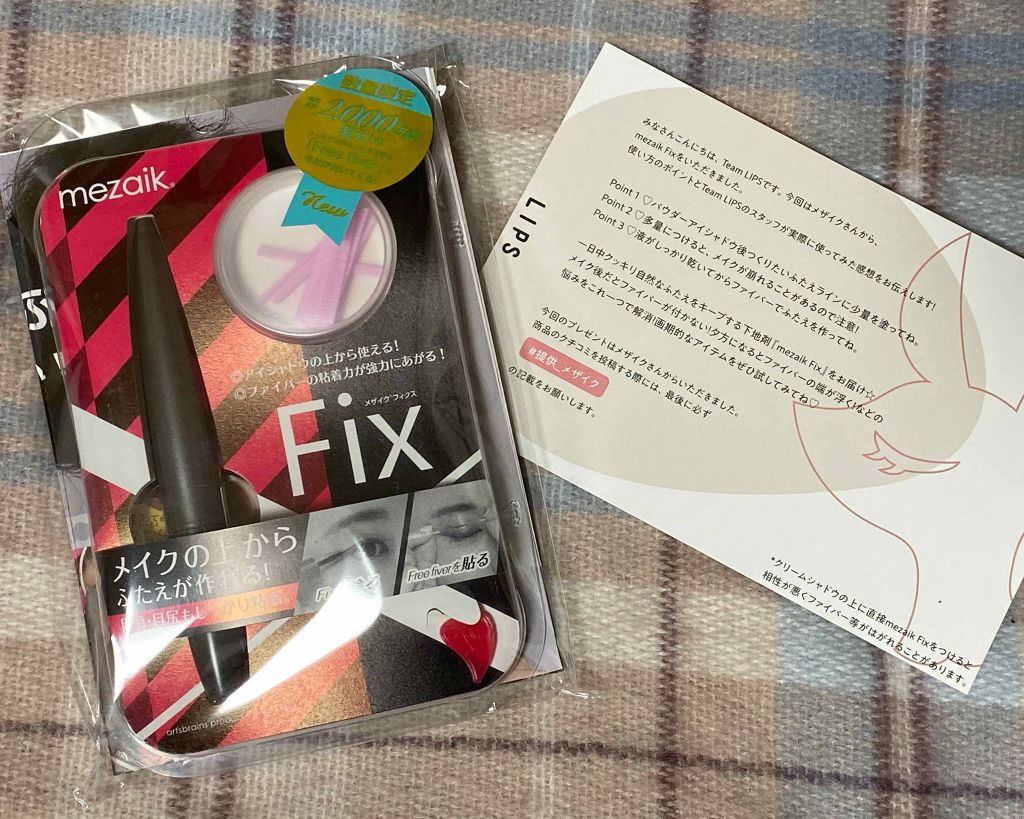 mezaik.
数量限定
2,000
Free fiber
New
◎アイシャドウの上から使える!
◎ファイバーの粘着力が強力にあがる!
メザイク フィクス
Fix
メイクの上から
ふたえが作れる!
Free fiverを貼る
artsbrains
LIPS
みなさんこんにちは、Team LIPSです。今回はメザイクさんから、
mezaik Fixをいただきました。
使い方のポイントとTeam LIPSのスタッフが実際に使ってみた感想をお伝えします!
Point 1 ♡パウダーアイシャドウ後つくりたいふたえラインに少量を塗ってね。
Point 2 ♡多量につけると、メイクが崩れることがあるので注意!
Point 3 ♡液がしっかり乾いてからファイバーでふたえを作ってね。
一日中クッキリ自然なふたえをキープする下地剤『mezaik Fix』をお届け☆
メイク後だとファイバーが付かない!夕方になるとファイバーの端が浮く!などの
悩みをこれ一つで解消!画期的なアイテムをぜひ試してみてね♡
今回のプレゼントはメザイクさんからいただきました。
商品のクチコミを投稿する際には、最後に必ず
#提供_メザイク
の記載をお願いします。
*クリームシャドウの上に直接mezaik Fixをつけると
相性が悪くファイバー等がはがれることがあります。